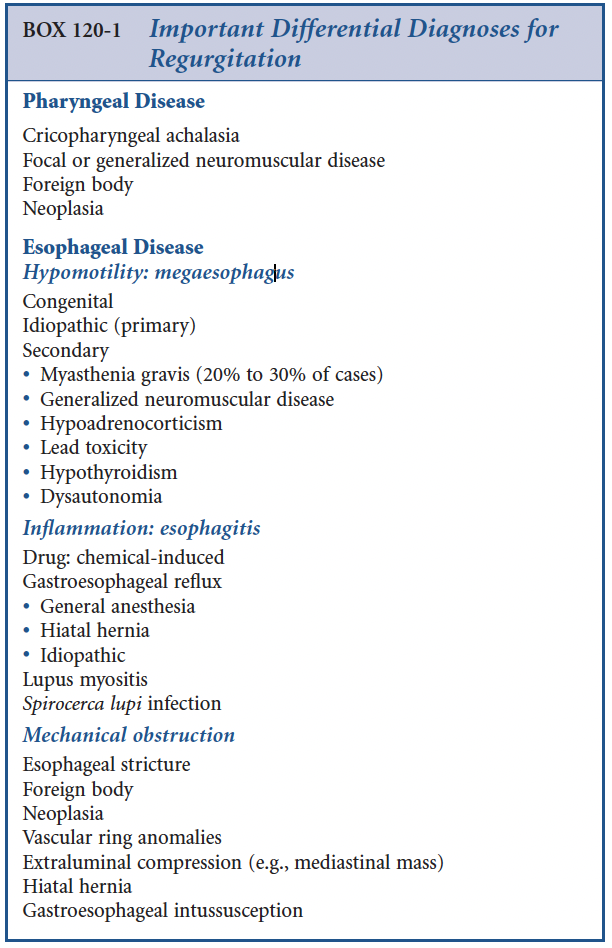 BOX 120-1 Important Differential Diagnoses for
Regurgitation
Pharyngeal Disease
Cricopharyngeal achalasia
Focal or generalized neuromuscular disease
Foreign body
Neoplasia
Esophageal Disease
Hypomotility: megaesophagus
Congenital
Idiopathic (primary)
Secondary
• Myasthenia gravis (20% to 30% of cases)
• Generalized neuromuscular disease
• Hypoadrenocorticism
• Lead toxicity
• Hypothyroidism
• Dysautonomia
Inflammation: esophagitis
Drug: chemical-induced
Gastroesophageal reflux
• General anesthesia
• Hiatal hernia
• Idiopathic
Lupus myositis
Spirocerca lupi infection
Mechanical obstruction
Esophageal stricture
Foreign body
Neoplasia
Vascular ring anomalies
Extraluminal compression (e.g., mediastinal mass)
Hiatal hernia
Gastroesophageal intussusception